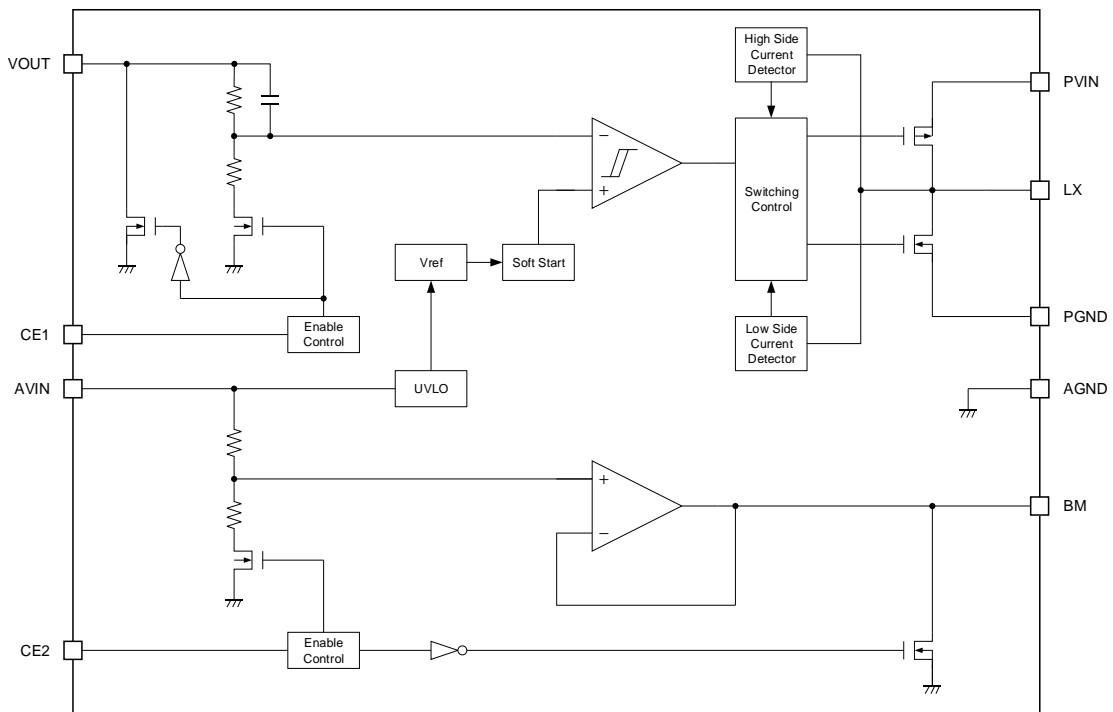 VOUT
High Side
Current
Detector
PVIN
−
+
Switching
Control
LX
Vref
Soft Start
CE1
Enable
Control
Low Side
Current
Detector
PGND
AVIN
UVLO
AGND
+
−
BM
CE2
Enable
Control